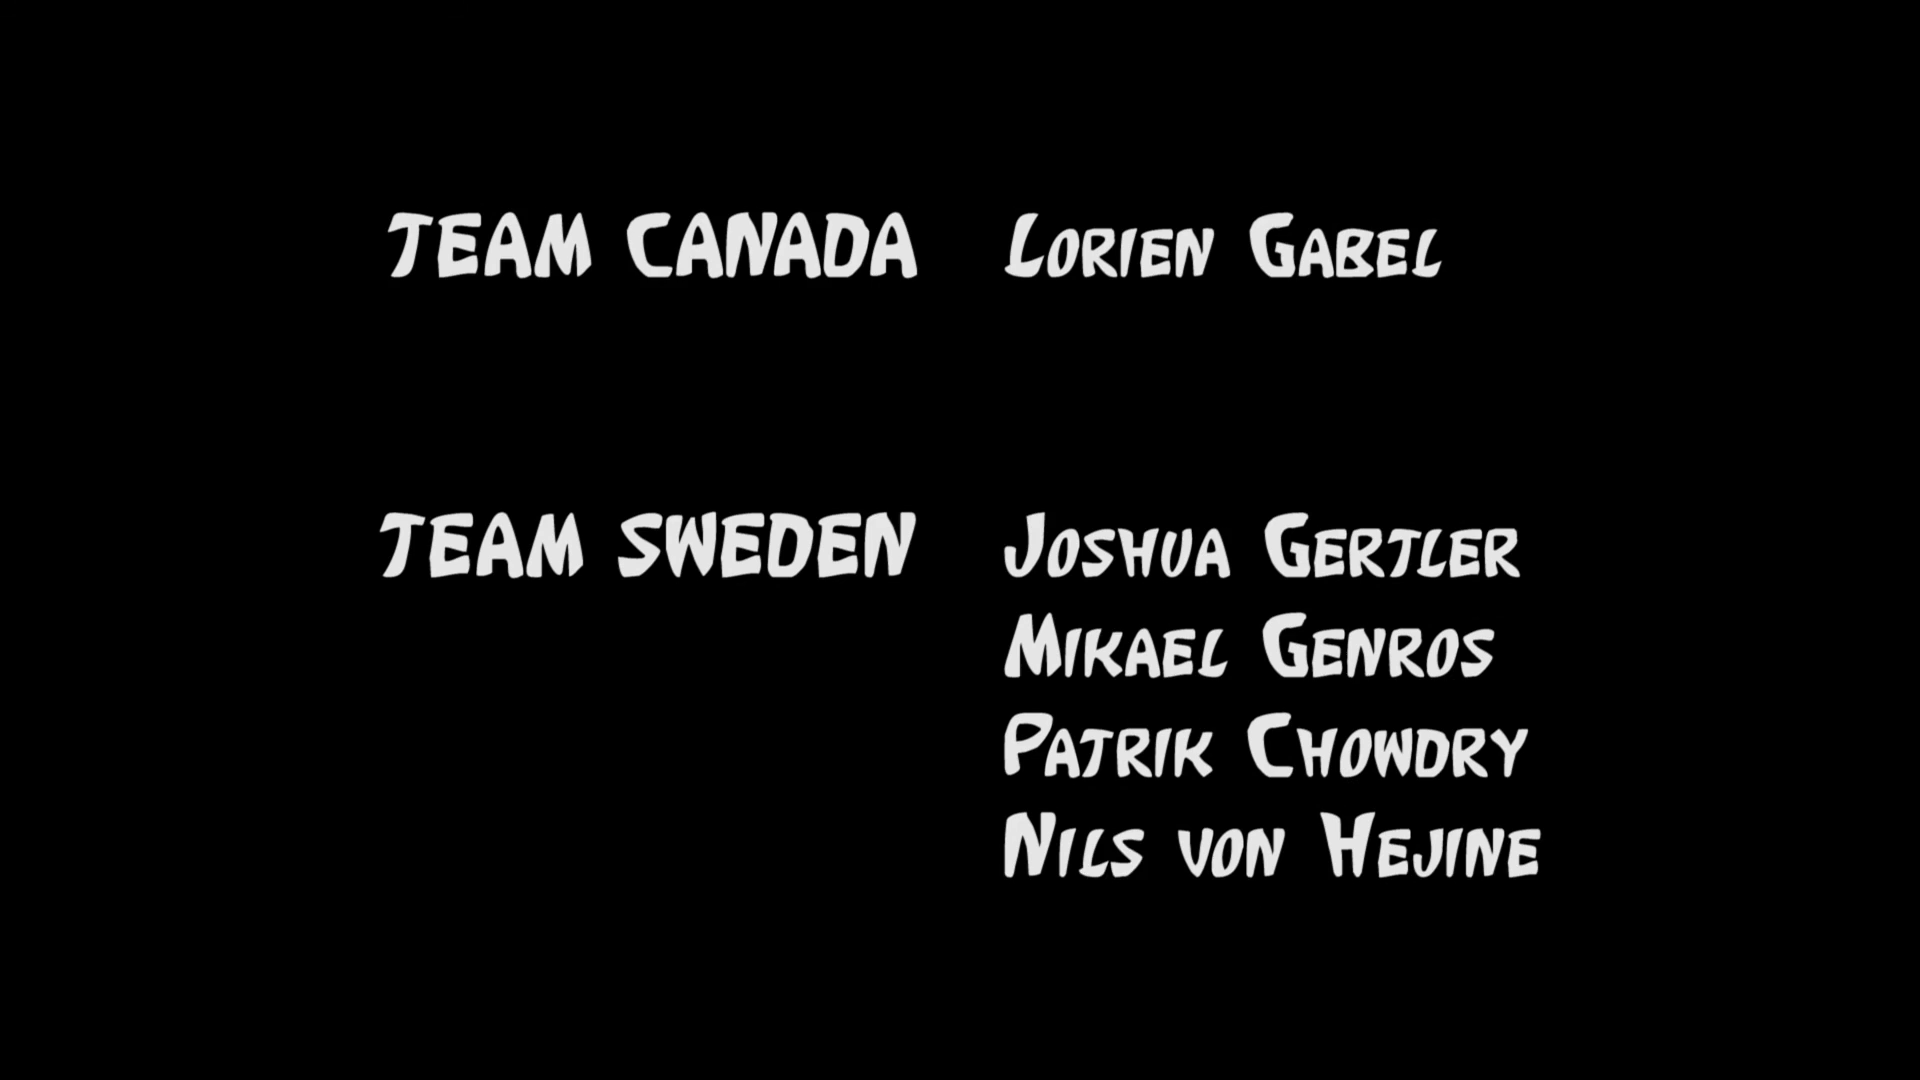 TEAM CANADA Lorien Gabel
TEAM SWEDEN Joshua Gertler
Mikael Genros
Patrik Chowdry
Nils von Hejine